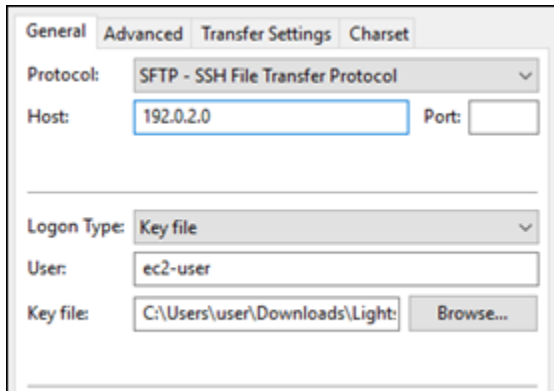 General Advanced Transfer Settings Charset
Protocol: SFTP - SSH File Transfer Protocol
Host: 192.0.2.0 Port:
Logon Type: Key file
User: ec2-user
Key file: C:\Users\user\Downloads\Light Browse...